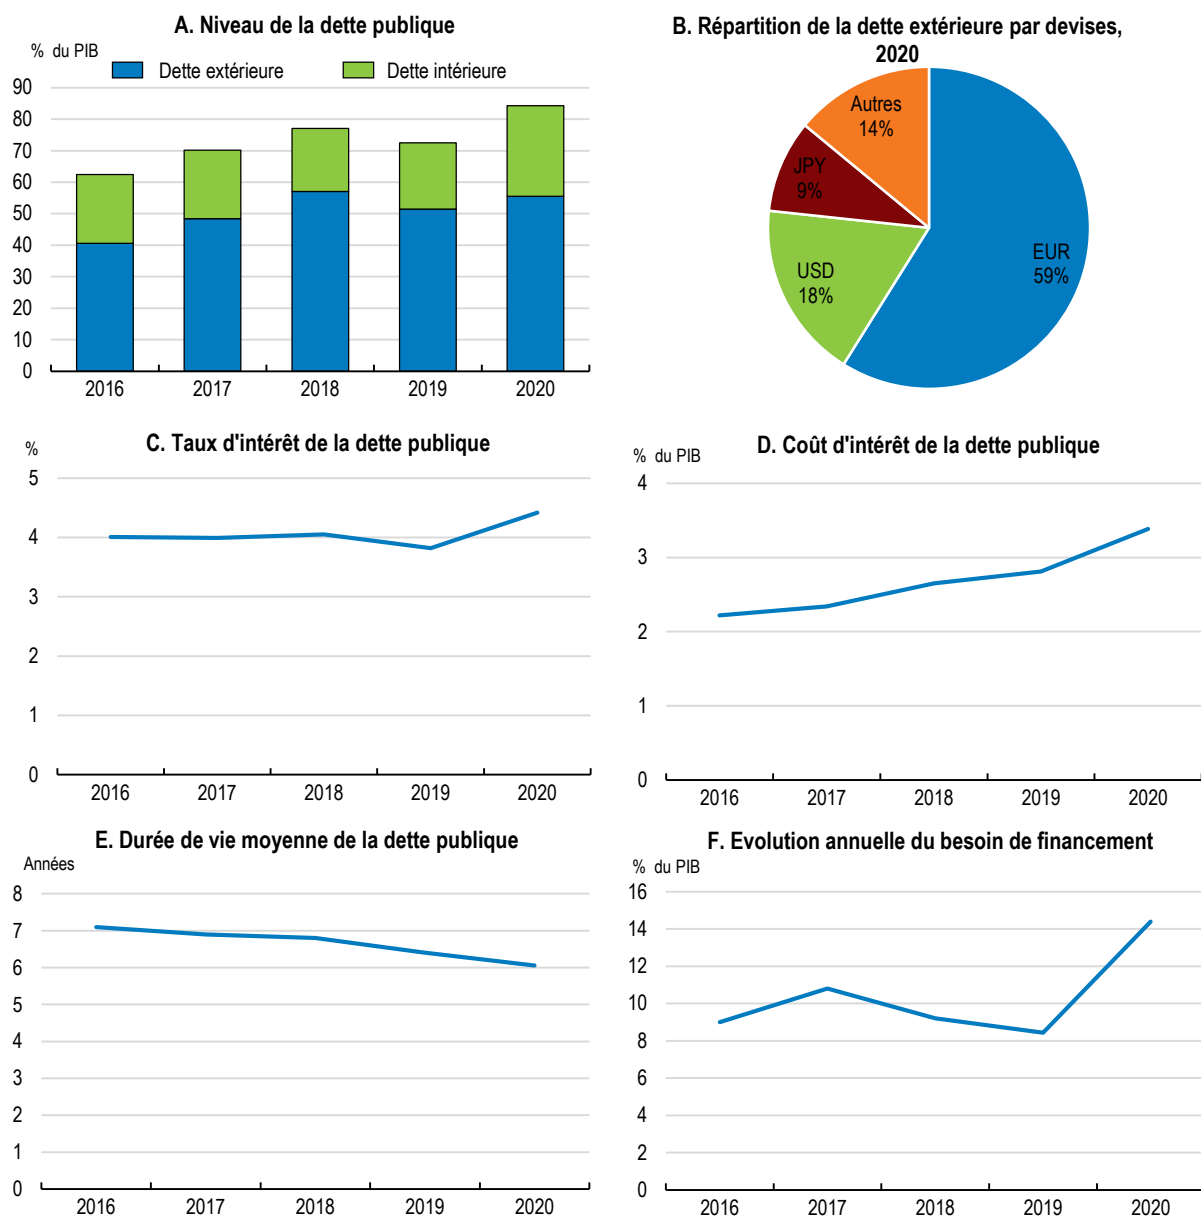 A. Niveau de la dette publique
% du PIB
Dette extérieure
Dette intérieure
90
80
70
60
50
40
30
20
10
0
2016 2017 2018 2019 2020
B. Répartition de la dette extérieure par devises,
2020
Autres
14%
JPY
9%
USD
18%
EUR
59%
C. Taux d'intérêt de la dette publique
%
5
4
3
2
1
0
2016 2017 2018 2019 2020
D. Coût d'intérêt de la dette publique
% du PIB
4
3
2
1
0
2016 2017 2018 2019 2020
E. Durée de vie moyenne de la dette publique
Années
8
7
6
5
4
3
2
1
0
2016 2017 2018 2019 2020
F. Evolution annuelle du besoin de financement
% du PIB
16
14
12
10
8
6
4
2
0
2016 2017 2018 2019 2020